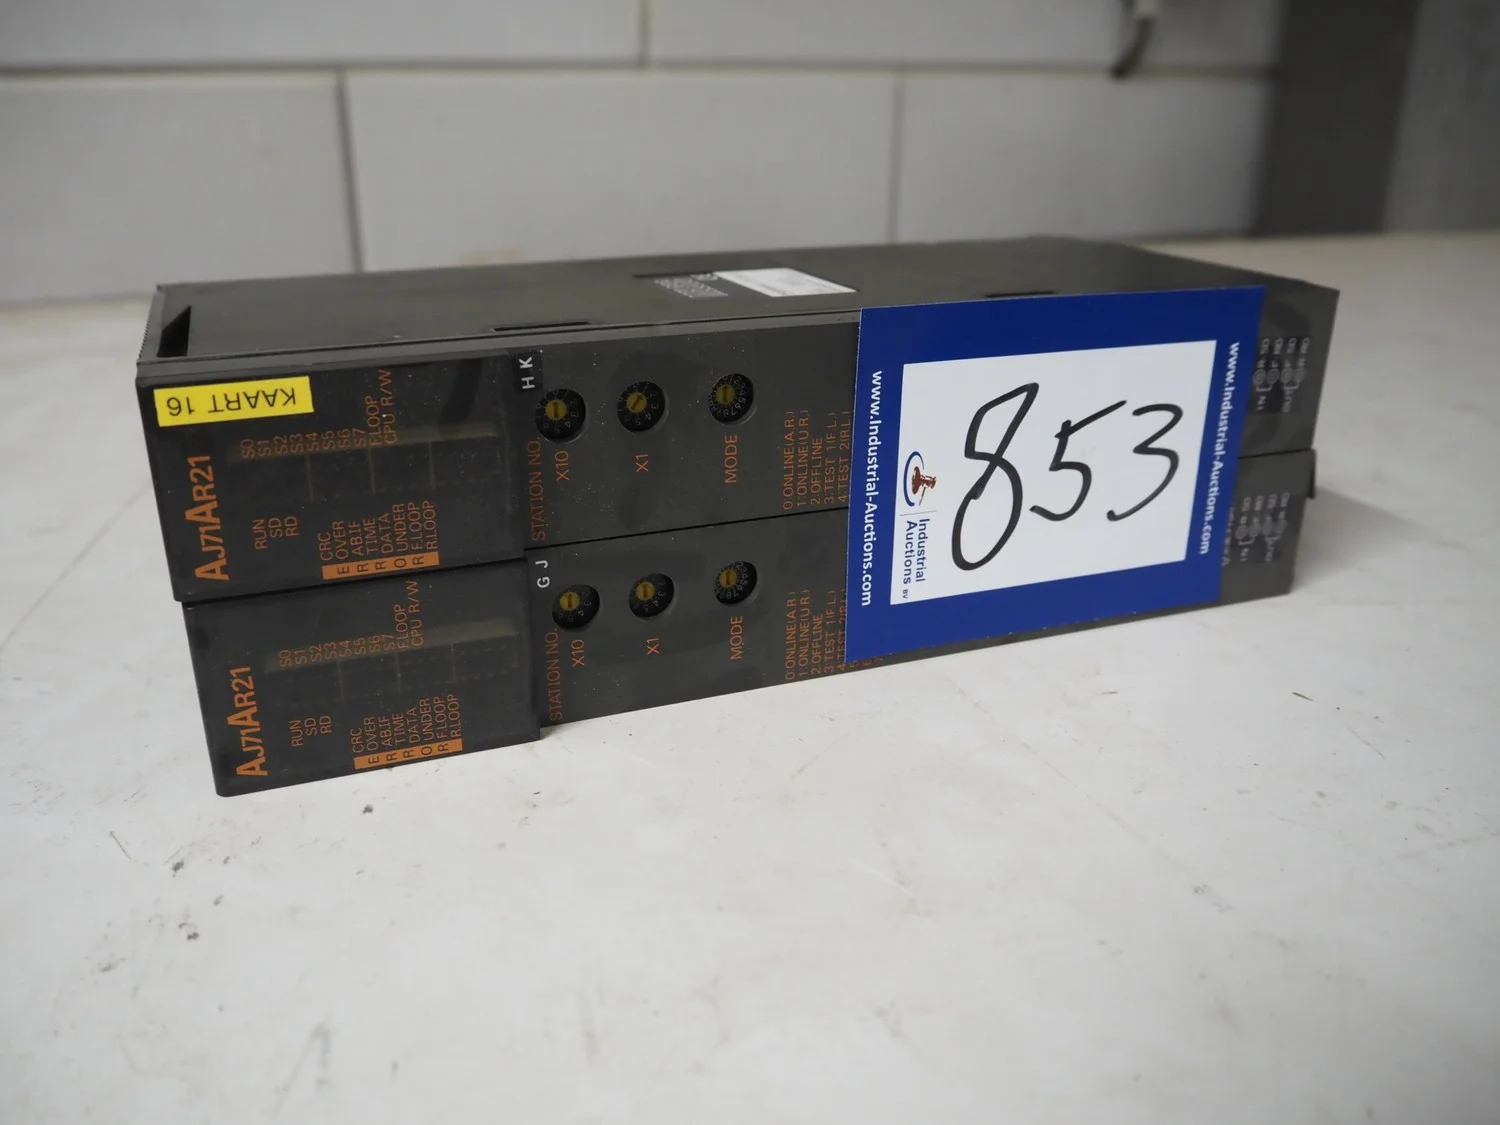 KAART 16
AJ71AR21
RUN
SD
RD
S0
S1
S2
S3
S4
S5
S6
S7
F.LOOP
CPU R/W
CRC
E OVER
R AB.IF
R TIME
R DATA
O UNDER
R F.LOOP
R.LOOP
H K
STATION NO.
X10
X1
MODE
0:ONLINE(A.R.)
1:ONLINE(U.R.)
2:OFFLINE
3:TEST 1(F.L.)
4:TEST 2(R.L.)
AJ71AR21
RUN
SD
RD
S0
S1
S2
S3
S4
S5
S6
S7
F.LOOP
CPU R/W
CRC
E OVER
R AB.IF
R TIME
R DATA
O UNDER
R F.LOOP
R.LOOP
G J
STATION NO.
X10
X1
MODE
0:ONLINE(A.R.)
1:ONLINE(U.R.)
2:OFFLINE
3:TEST 1(F.L.)
4:TEST 2(R.L.)
www.Industrial-Auctions.com
Industrial
Auctions BV
853
www.Industrial-Auctions.com